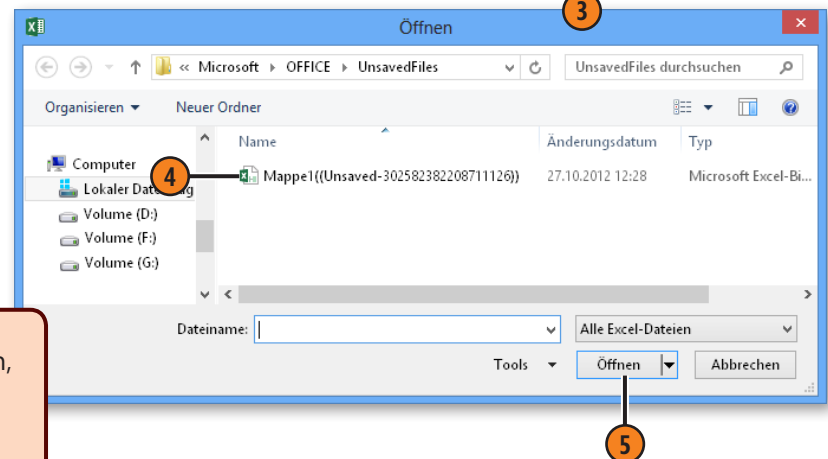 3
Öffnen
« Microsoft ▸ OFFICE ▸ UnsavedFiles
UnsavedFiles durchsuchen
Organisieren
Neuer Ordner
Name
Änderungsdatum
Typ
Computer
4
Lokaler
Mappe1((Unsaved-302582382208711126))
27.10.2012 12:28
Microsoft Excel-Bi...
Volume (D:)
Volume (F:)
Volume (G:)
Dateiname:
Alle Excel-Dateien
Tools
Öffnen
Abbrechen
5